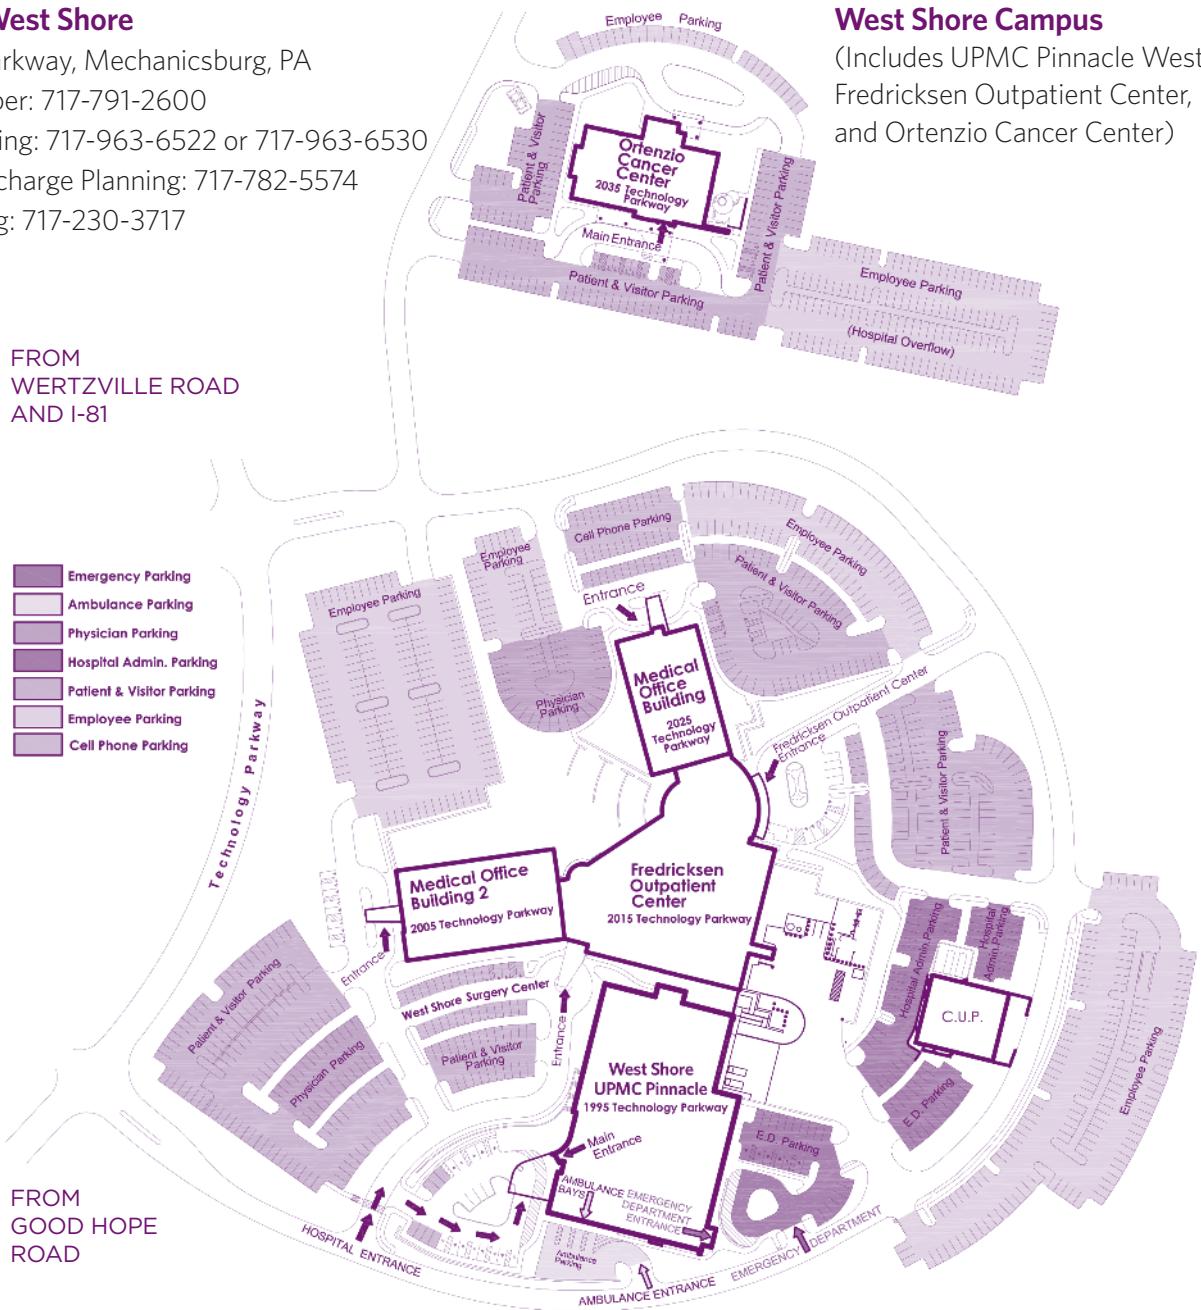 West Shore
arkway, Mechanicsburg, PA
ber: 717-791-2600
ing: 717-963-6522 or 717-963-6530
charge Planning: 717-782-5574
g: 717-230-3717
West Shore Campus
(Includes UPMC Pinnacle West
Fredricksen Outpatient Center,
and Ortenzio Cancer Center)
Employee Parking
Patient & Visitor
Parking
Ortenzio
Cancer
Center
2035 Technology
Parkway
Main Entrance
Patient & Visitor Parking
Patient & Visitor Parking
Employee Parking
(Hospital Overflow)
FROM
WERTZVILLE ROAD
AND I-81
Emergency Parking
Ambulance Parking
Physician Parking
Hospital Admin. Parking
Patient & Visitor Parking
Employee Parking
Cell Phone Parking
Technology Parkway
Employee Parking
Employee
Parking
Cell Phone Parking
Employee Parking
Patient & Visitor Parking
Entrance
Physician
Parking
Medical
Office
Building
2025
Technology
Parkway
Fredricksen Outpatient Center
Entrance
Patient & Visitor Parking
Medical Office
Building 2
2005 Technology Parkway
Fredricksen
Outpatient
Center
2015 Technology Parkway
Entrance
West Shore Surgery Center
Patient & Visitor
Parking
Entrance
Patient & Visitor Parking
Physician Parking
Hospital Admin. Parking
Hospital
Admin. Parking
C.U.P.
E.D. Parking
Employee Parking
West Shore
UPMC Pinnacle
1995 Technology Parkway
Main
Entrance
E.D. Parking
AMBULANCE
BAYS
EMERGENCY
DEPARTMENT
ENTRANCE
Ambulance
Parking
FROM
GOOD HOPE
ROAD
HOSPITAL ENTRANCE
AMBULANCE ENTRANCE
EMERGENCY DEPARTMENT